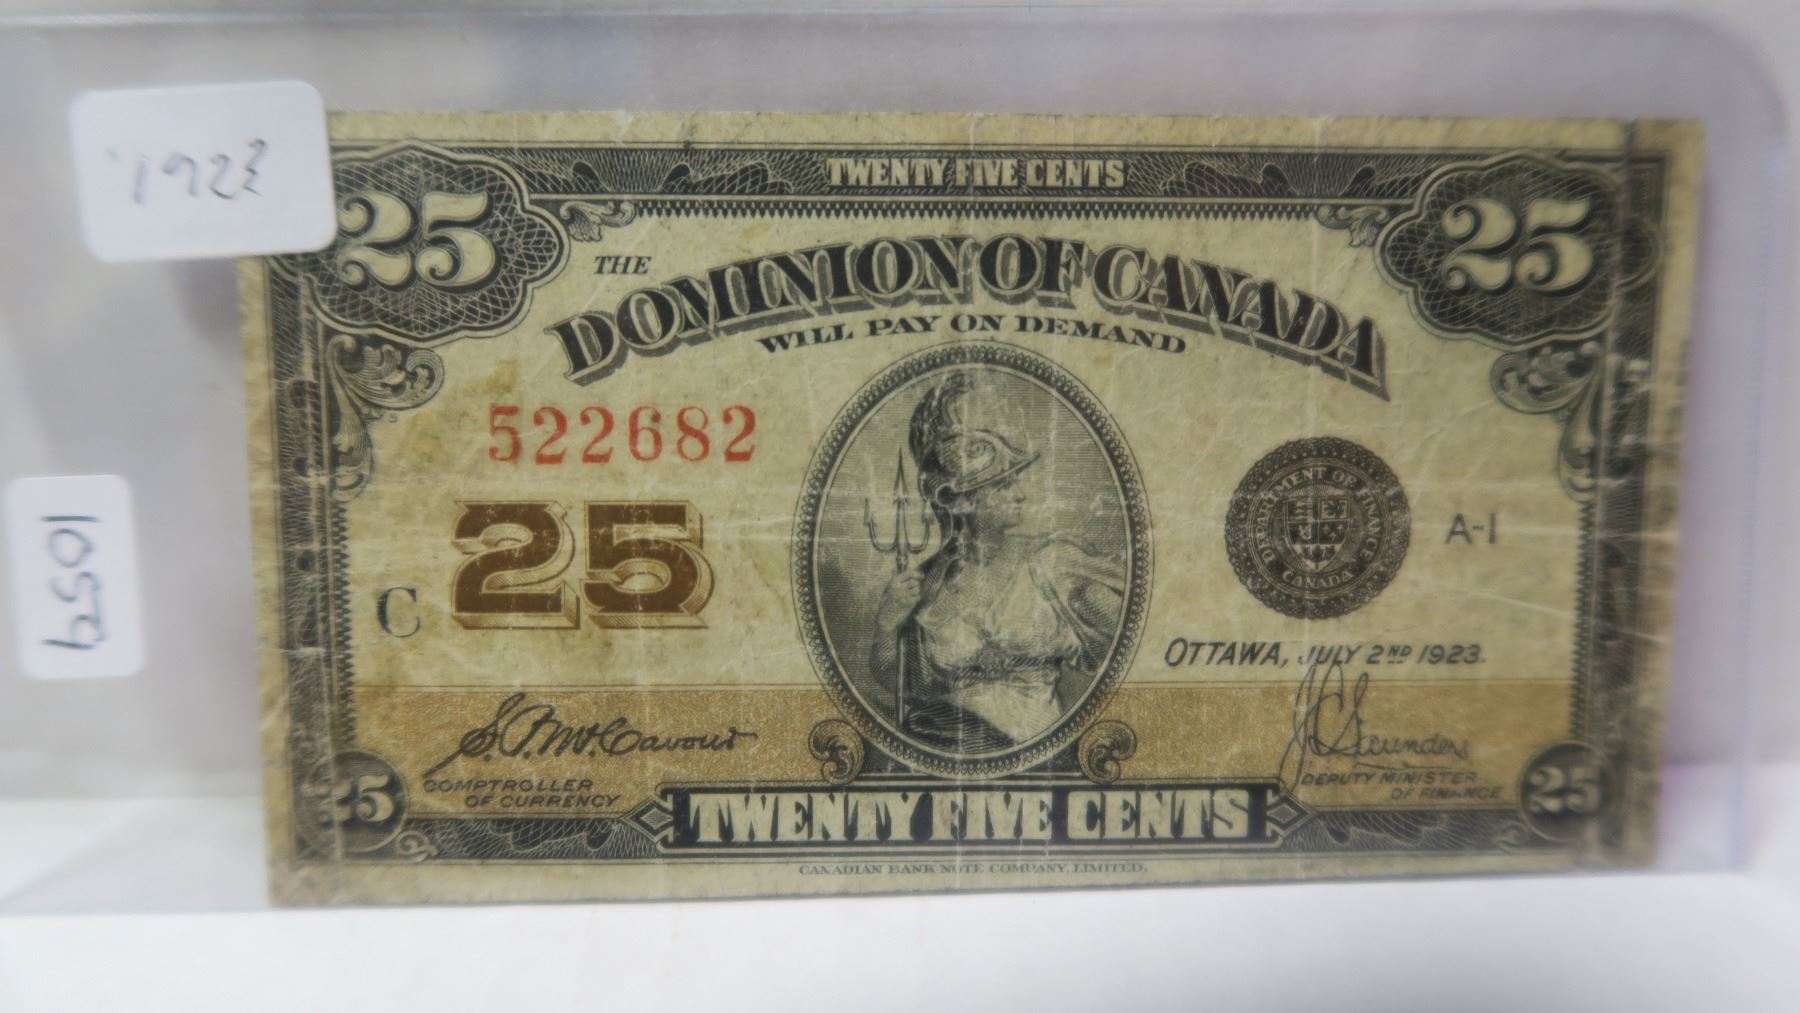 1923
10579
25
TWENTY FIVE CENTS
25
THE DOMINION OF CANADA
WILL PAY ON DEMAND
522682
25
C
DEPARTMENT OF FINANCE
CANADA
A-1
OTTAWA, JULY 2ND 1923.
COMPTROLLER
OF CURRENCY
J.C. Saunders
DEPUTY MINISTER
OF FINANCE
25
TWENTY FIVE CENTS
25
CANADIAN BANK NOTE COMPANY, LIMITED.